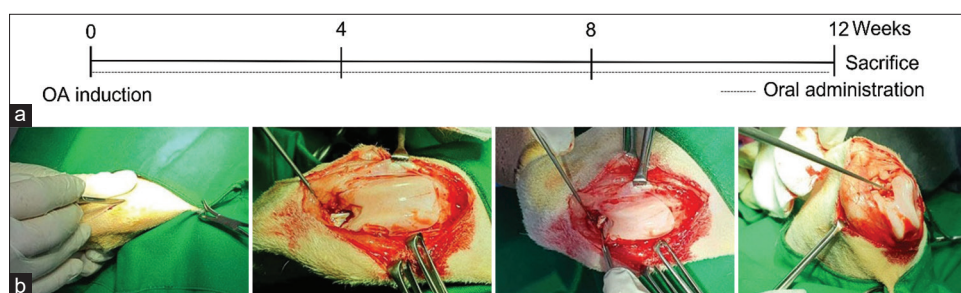 0 4 8 12 Weeks
Sacrifice
OA induction
Oral administration
a
b